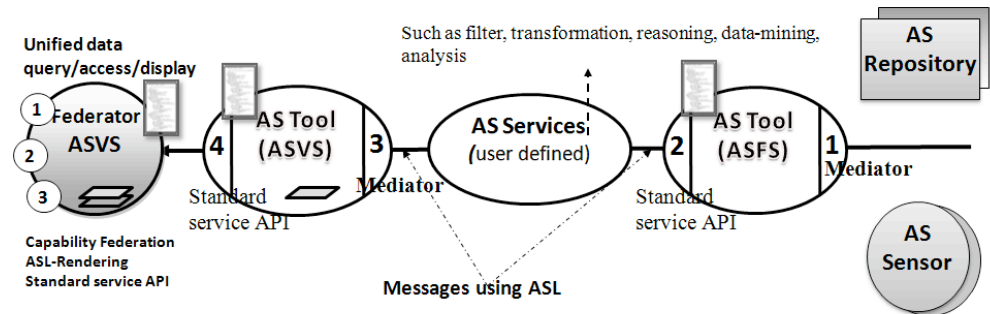 Such as filter, transformation, reasoning, data-mining,
analysis
Unified data
query/access/display
AS
Repository
1
2
3
Federator
ASVS
4
AS Tool
(ASVS)
3
Mediator
Standard
service API
AS Services
(user defined)
2
AS Tool
(ASFS)
1
Mediator
Standard
service API
AS
Sensor
Capability Federation
ASL-Rendering
Standard service API
Messages using ASL